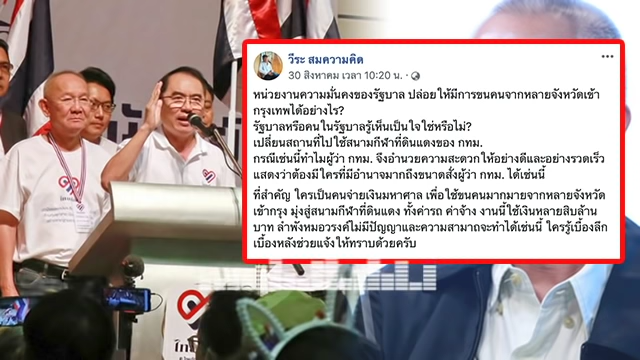 วีระ สมความคิด
30 สิงหาคม เวลา 10:20 น. ·
หน่วยงานความมั่นคงของรัฐบาล ปล่อยให้มีการขนคนจากหลายจังหวัดเข้า
กรุงเทพได้อย่างไร?
รัฐบาลหรือคนในรัฐบาลรู้เห็นเป็นใจใช่หรือไม่?
เปลี่ยนสถานที่ไปใช้สนามกีฬาที่ดินแดงของ กทม.
กรณีเช่นนี้ทำไมผู้ว่า กทม. จึงอำนวยความสะดวกให้อย่างดีและอย่างรวดเร็ว
แสดงว่าต้องมีใครที่มีอำนาจมากถึงขนาดสั่งผู้ว่า กทม. ได้เช่นนี้
ที่สำคัญ ใครเป็นคนจ่ายเงินมหาศาล เพื่อใช้ขนคนมากมายจากหลายจังหวัด
เข้ากรุง มุ่งสู่สนามกีฬาที่ดินแดง ทั้งค่ารถ ค่าจ้าง งานนี้ใช้เงินหลายสิบล้าน
บาท ลำพังหมอวรงค์ไม่มีปัญญาและความสามาถจะทำได้เช่นนี้ ใครรู้เบื้องลึก
เบื้องหลังช่วยแจ้งให้ทราบด้วยครับ